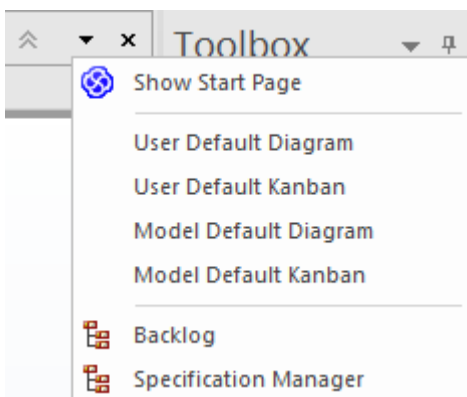 Toolbox
Show Start Page
User Default Diagram
User Default Kanban
Model Default Diagram
Model Default Kanban
Backlog
Specification Manager